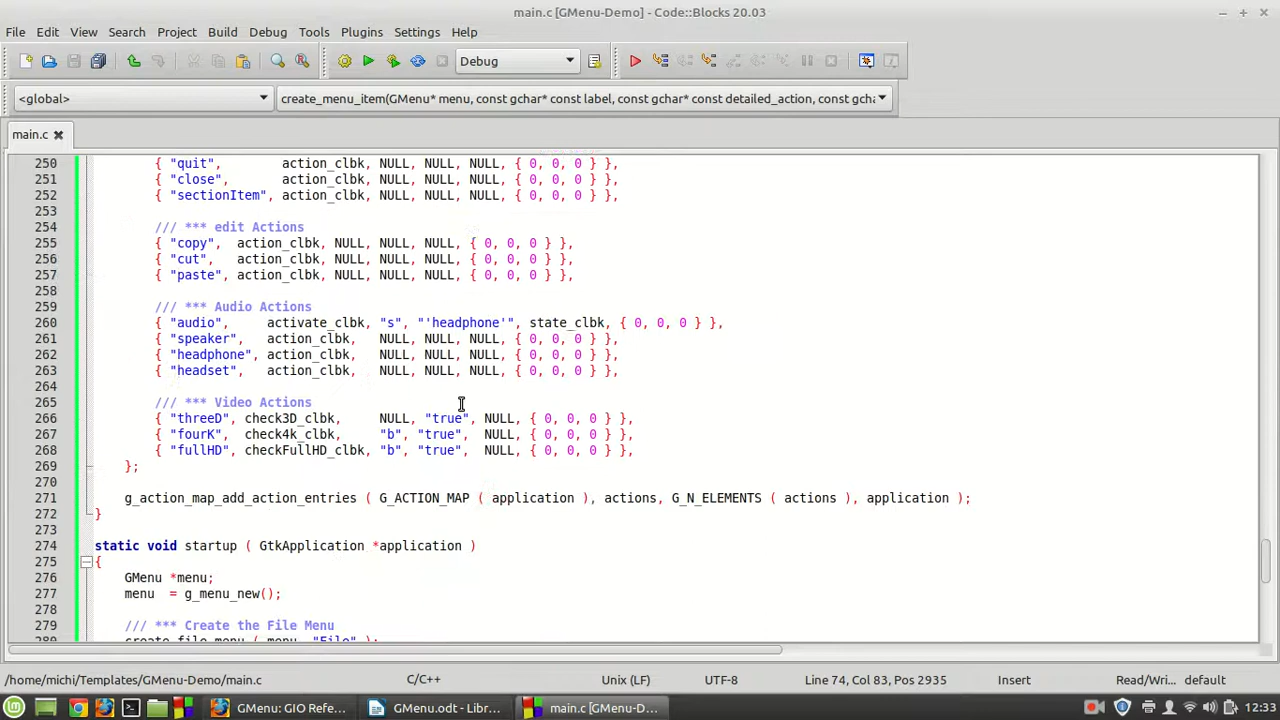 main.c [GMenu-Demo] - Code::Blocks 20.03
File Edit View Search Project Build Debug Tools Plugins Settings Help
Debug
<global> create_menu_item(GMenu* menu, const gchar* const label, const gchar* const detailed_action, const gcha
main.c
250 { "quit", action_clbk, NULL, NULL, NULL, { 0, 0, 0 } },
251 { "close", action_clbk, NULL, NULL, NULL, { 0, 0, 0 } },
252 { "sectionItem", action_clbk, NULL, NULL, NULL, { 0, 0, 0 } },
253
254 /// *** edit Actions
255 { "copy", action_clbk, NULL, NULL, NULL, { 0, 0, 0 } },
256 { "cut", action_clbk, NULL, NULL, NULL, { 0, 0, 0 } },
257 { "paste", action_clbk, NULL, NULL, NULL, { 0, 0, 0 } },
258
259 /// *** Audio Actions
260 { "audio", activate_clbk, "s", "'headphone'", state_clbk, { 0, 0, 0 } },
261 { "speaker", action_clbk, NULL, NULL, NULL, { 0, 0, 0 } },
262 { "headphone", action_clbk, NULL, NULL, NULL, { 0, 0, 0 } },
263 { "headset", action_clbk, NULL, NULL, NULL, { 0, 0, 0 } },
264
265 /// *** Video Actions
266 { "threeD", check3D_clbk, NULL, "true", NULL, { 0, 0, 0 } },
267 { "fourK", check4k_clbk, "b", "true", NULL, { 0, 0, 0 } },
268 { "fullHD", checkFullHD_clbk, "b", "true", NULL, { 0, 0, 0 } },
269 };
270
271 g_action_map_add_action_entries ( G_ACTION_MAP ( application ), actions, G_N_ELEMENTS ( actions ), application );
272 }
273
274 static void startup ( GtkApplication *application )
275 {
276 GMenu *menu;
277 menu = g_menu_new();
278
279 /// *** Create the File Menu
280 create_file_menu ( menu, "File" );
/home/michi/Templates/GMenu-Demo/main.c C/C++ Unix (LF) UTF-8 Line 74, Col 83, Pos 2935 Insert Read/Wri... default
GMenu: GIO Refe... GMenu.odt - Libr... main.c [GMenu-D... 12:33